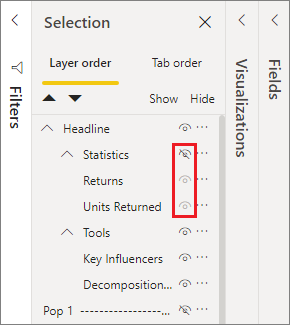 Filters
Selection
Layer order Tab order
Show Hide
Headline
Statistics
Returns
Units Returned
Tools
Key Influencers
Decomposition...
Pop 1 ------------------...
Visualizations
Fields